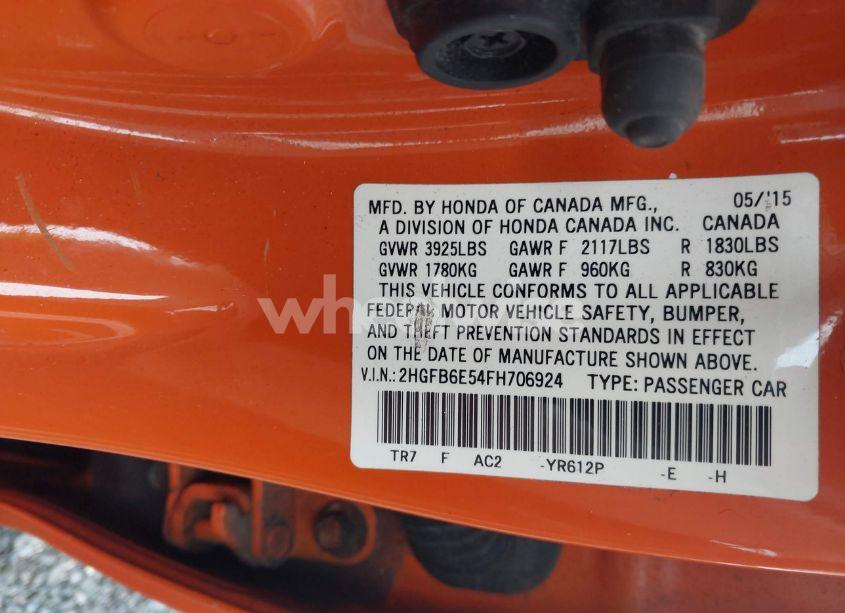 MFD. BY HONDA OF CANADA MFG., 05/'15
A DIVISION OF HONDA CANADA INC. CANADA
GVWR 3925LBS GAWR F 2117LBS R 1830LBS
GVWR 1780KG GAWR F 960KG R 830KG
THIS VEHICLE CONFORMS TO ALL APPLICABLE
FEDERAL MOTOR VEHICLE SAFETY, BUMPER,
AND THEFT PREVENTION STANDARDS IN EFFECT
ON THE DATE OF MANUFACTURE SHOWN ABOVE.
V.I.N.: 2HGFB6E54FH706924 TYPE: PASSENGER CAR
TR7 F AC2 -YR612P -E -H